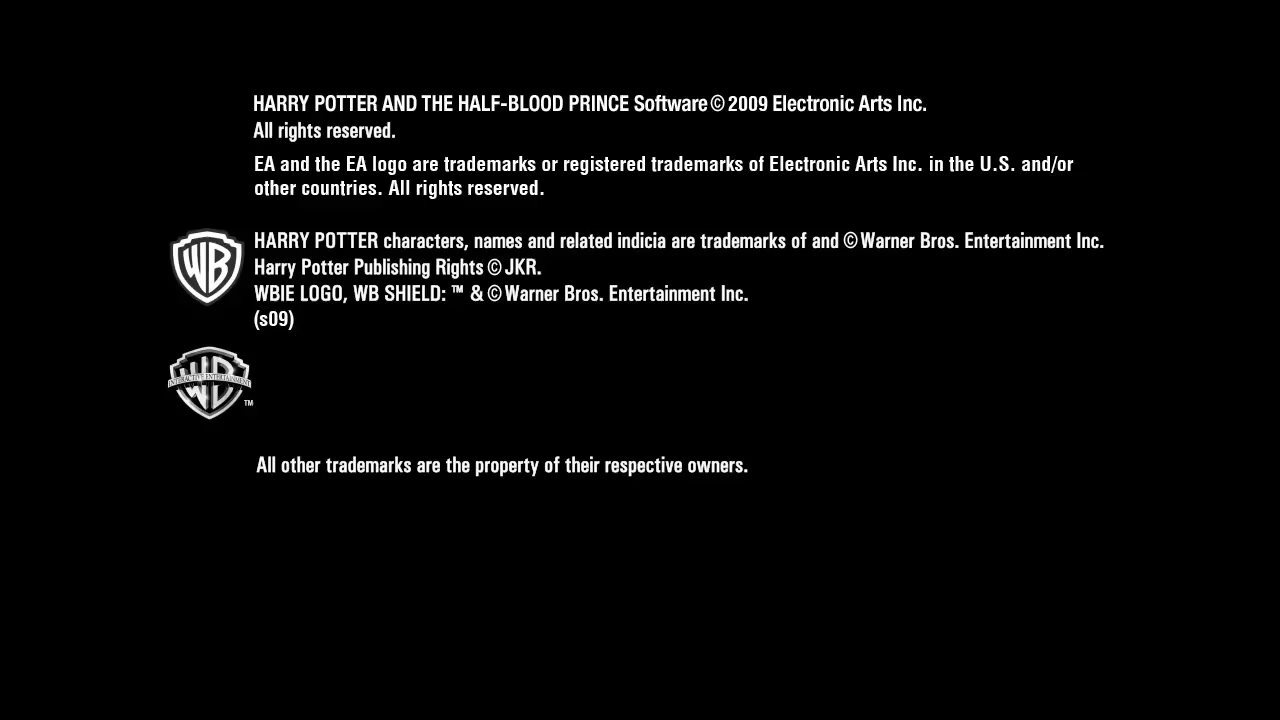 HARRY POTTER AND THE HALF-BLOOD PRINCE Software © 2009 Electronic Arts Inc.
All rights reserved.
EA and the EA logo are trademarks or registered trademarks of Electronic Arts Inc. in the U.S. and/or
other countries. All rights reserved.
WB
HARRY POTTER characters, names and related indicia are trademarks of and © Warner Bros. Entertainment Inc.
Harry Potter Publishing Rights © JKR.
WBIE LOGO, WB SHIELD: ™ & © Warner Bros. Entertainment Inc.
(s09)
WB
INTERACTIVE ENTERTAINMENT
™
All other trademarks are the property of their respective owners.